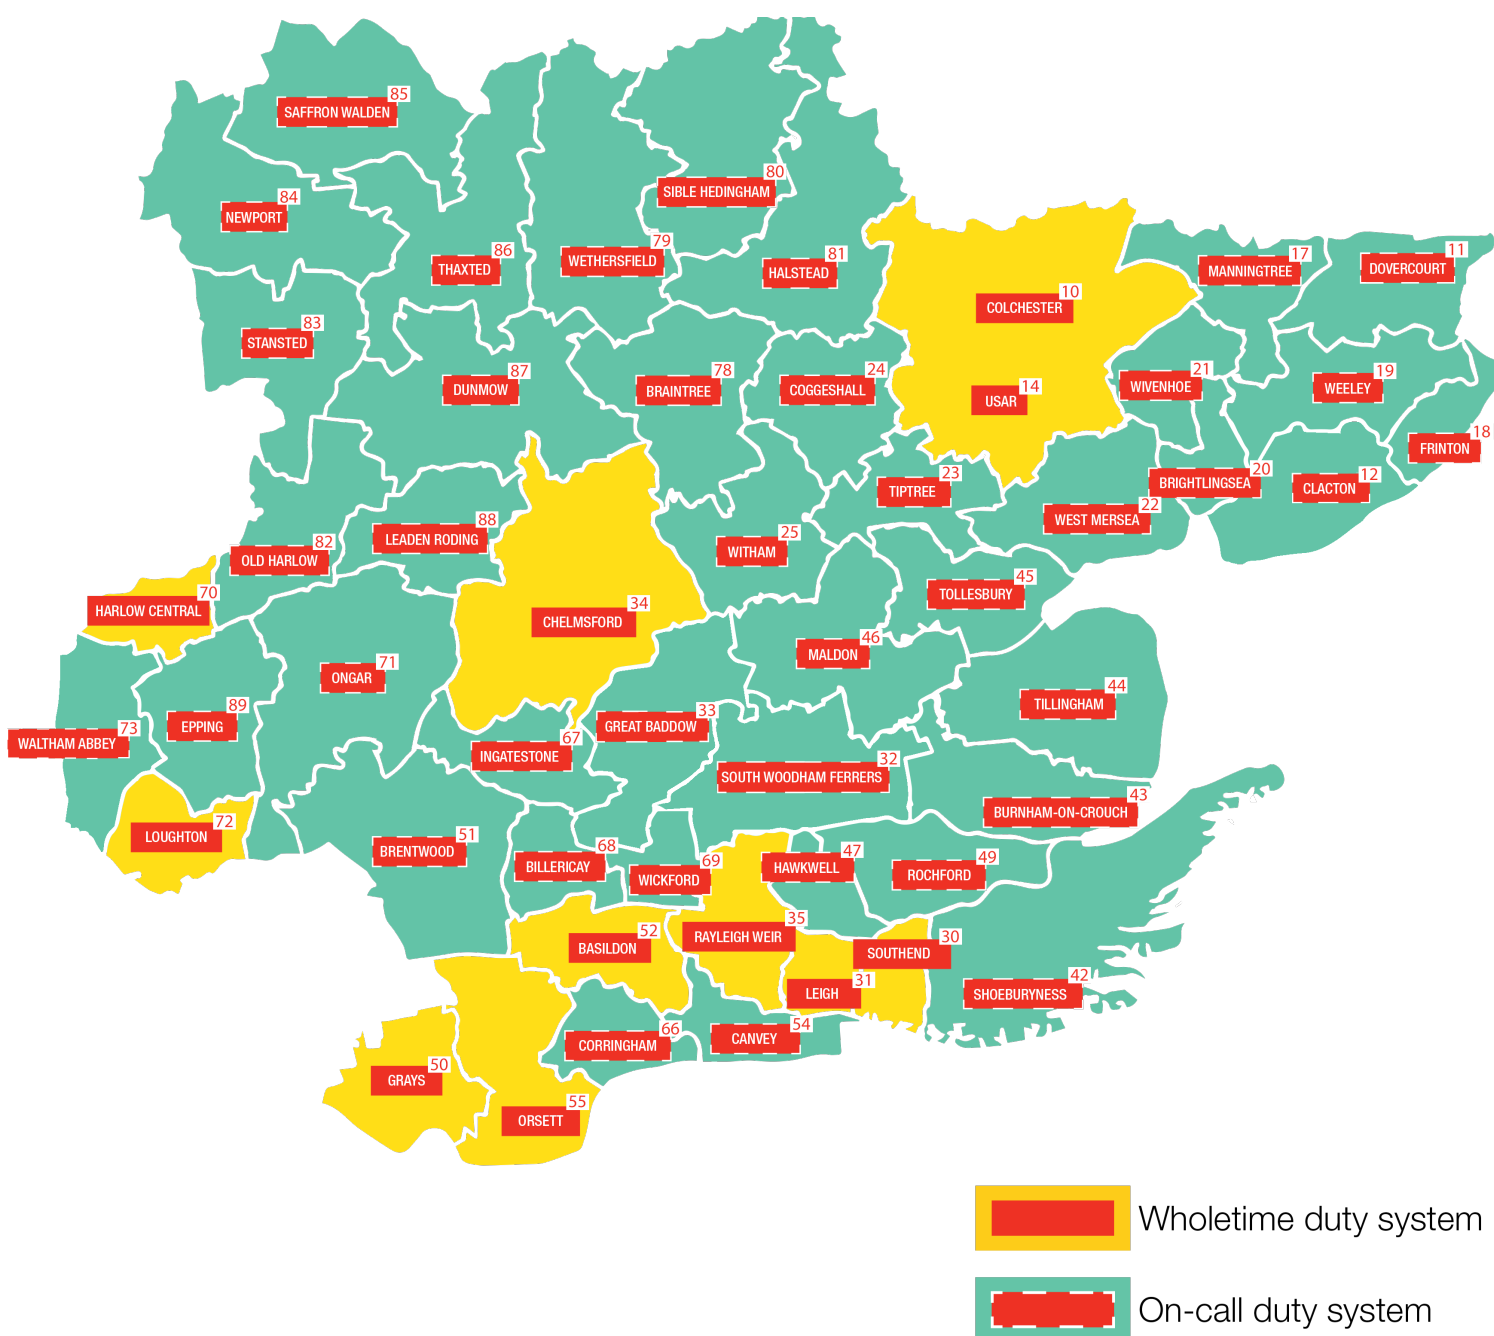 85
SAFFRON WALDEN
80
SIBLE HEDINGHAM
84
NEWPORT
79
WETHERSFIELD
86
THAXTED
81
HALSTEAD
17
MANNINGTREE
11
DOVERCOURT
10
COLCHESTER
83
STANSTED
87
DUNMOW
78
BRAINTREE
24
COGGESHALL
14
USAR
21
WIVENHOE
19
WEELEY
18
FRINTON
23
TIPTREE
20
BRIGHTLINGSEA
12
CLACTON
22
WEST MERSEA
88
LEADEN RODING
82
OLD HARLOW
25
WITHAM
70
HARLOW CENTRAL
34
CHELMSFORD
45
TOLLESBURY
46
MALDON
71
ONGAR
44
TILLINGHAM
89
EPPING
33
GREAT BADDOW
73
WALTHAM ABBEY
67
INGATESTONE
32
SOUTH WOODHAM FERRERS
43
BURNHAM-ON-CROUCH
72
LOUGHTON
51
BRENTWOOD
68
BILLERICAY
69
WICKFORD
47
HAWKWELL
49
ROCHFORD
52
BASILDON
35
RAYLEIGH WEIR
30
SOUTHEND
31
LEIGH
42
SHOEBURYNESS
66
CORRINGHAM
54
CANVEY
50
GRAYS
55
ORSETT
Wholetime duty system
On-call duty system